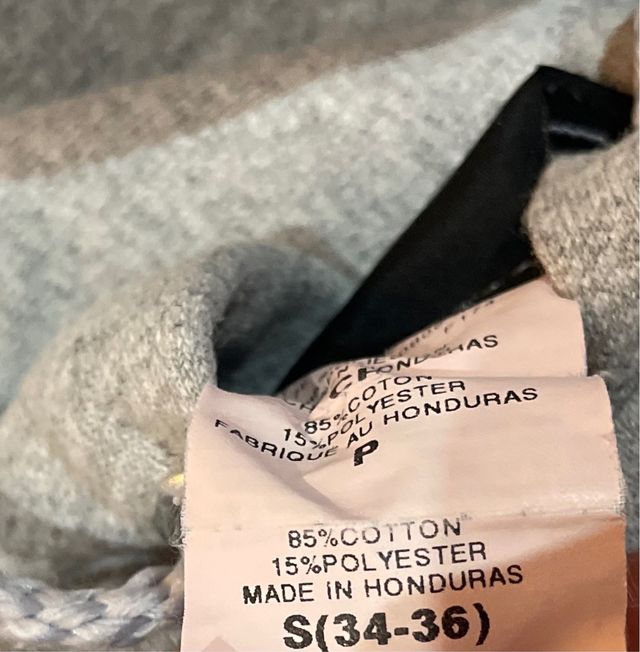 85%COTON
15%POLYESTER
FABRIQUE AU HONDURAS
P
85%COTTON
15%POLYESTER
MADE IN HONDURAS
S(34-36)